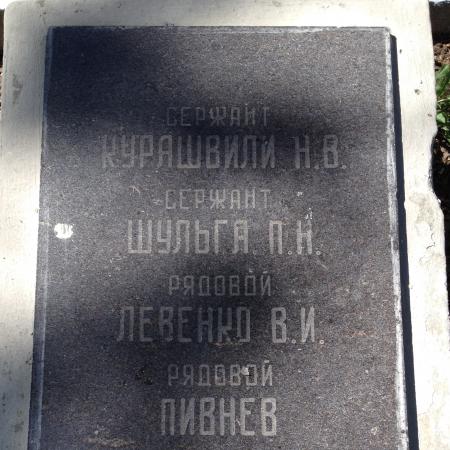 СЕРЖАНТ
КУРАШВИЛИ Н.В.
СЕРЖАНТ
ШУЛЬГА П.Н.
РЯДОВОЙ
ЛЕВЕНКО В.И.
РЯДОВОЙ
ПИВНЕВ